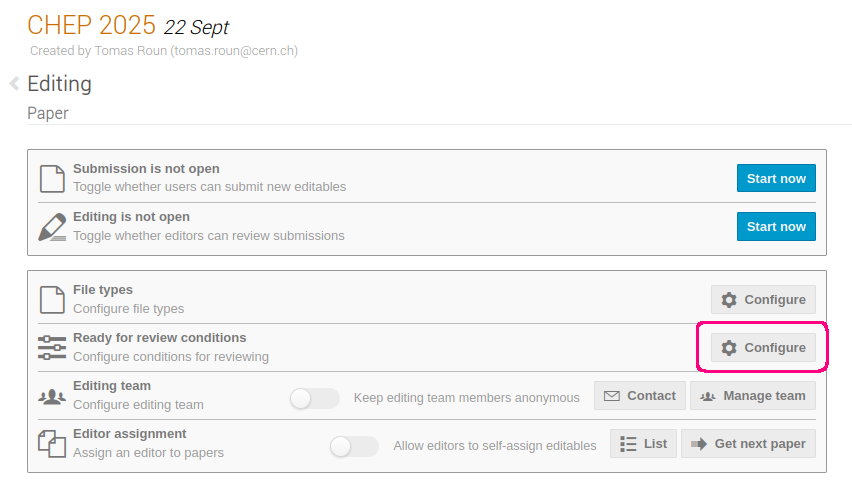 CHEP 2025 22 Sept
Created by Tomas Roun (tomas.roun@cern.ch)
Editing
Paper
Submission is not open
Toggle whether users can submit new editables
Start now
Editing is not open
Toggle whether editors can review submissions
Start now
File types
Configure file types
Configure
Ready for review conditions
Configure conditions for reviewing
Configure
Editing team
Configure editing team
Keep editing team members anonymous
Contact
Manage team
Editor assignment
Assign an editor to papers
Allow editors to self-assign editables
List
Get next paper